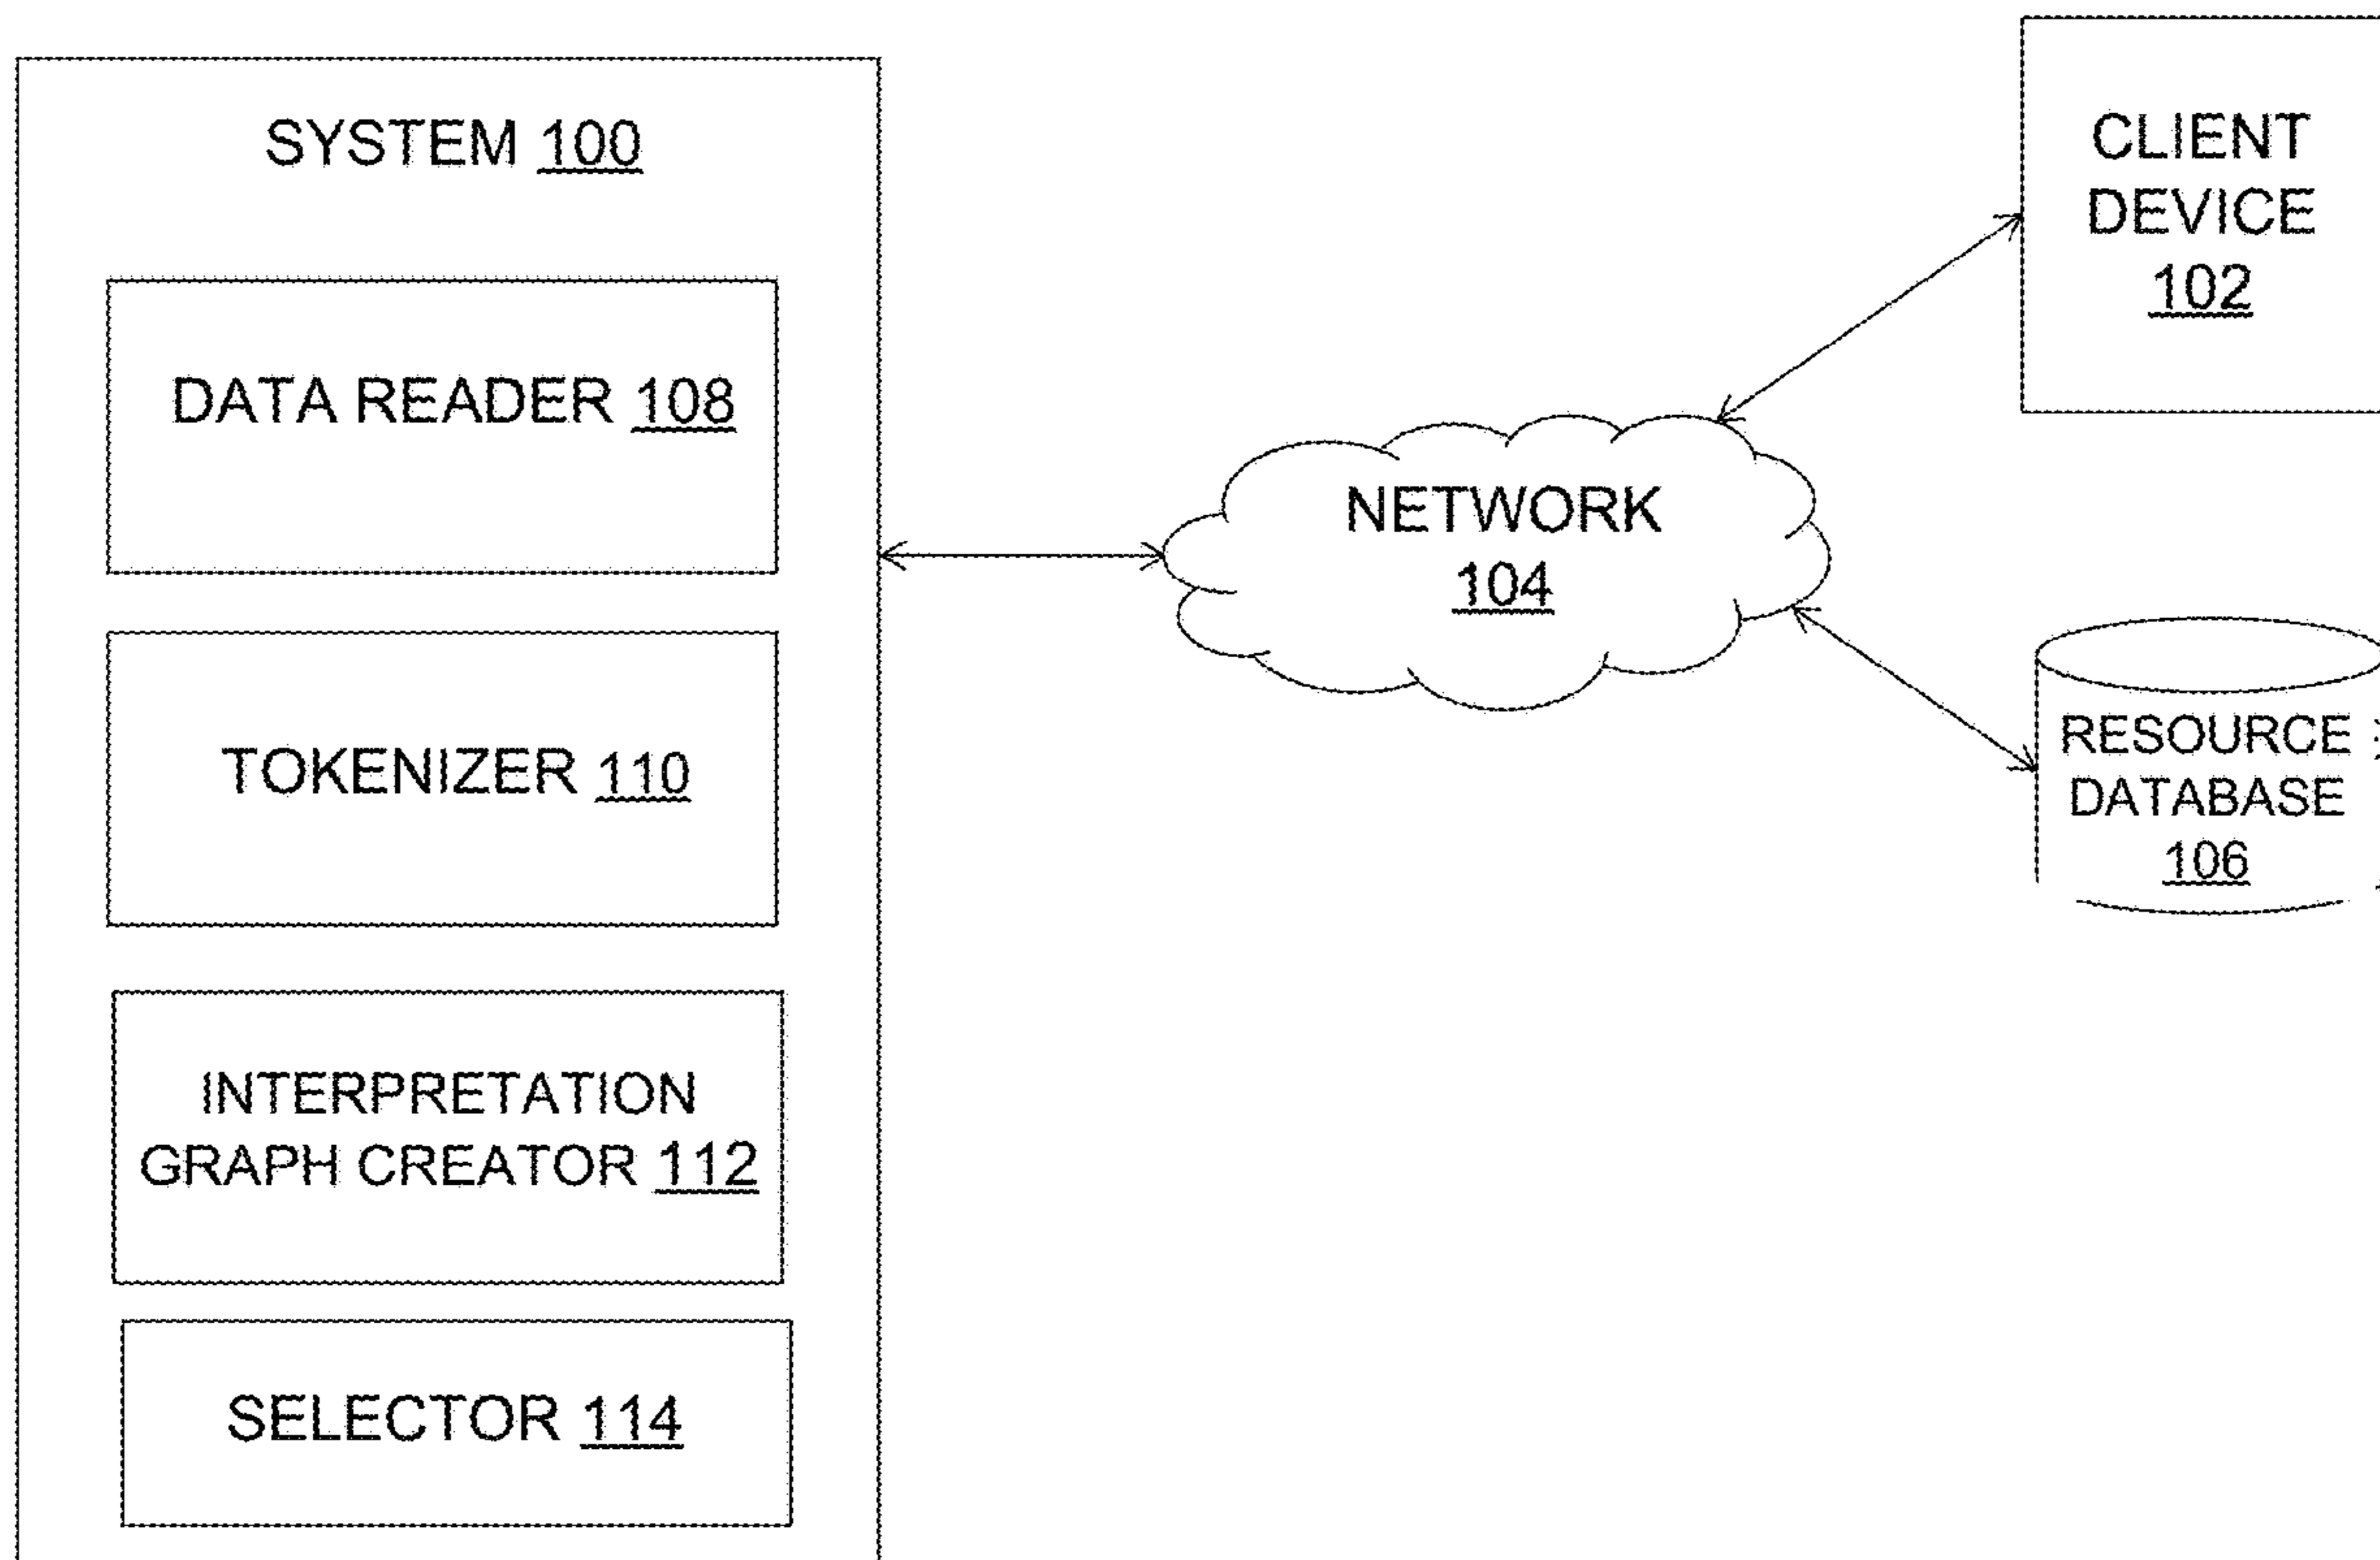 SYSTEM 100
DATA READER 108
TOKENIZER 110
INTERPRETATION
GRAPH CREATOR 112
SELECTOR 114
NETWORK
104
CLIENT
DEVICE
102
RESOURCE
DATABASE
106